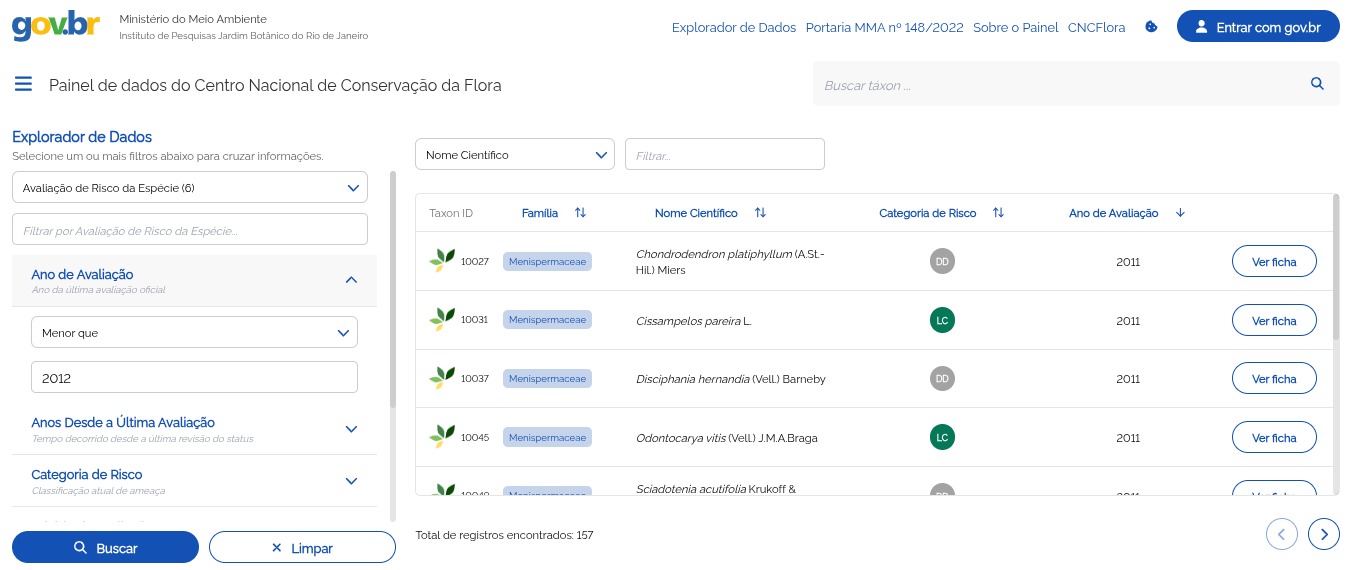 gov.br
Ministério do Meio Ambiente
Instituto de Pesquisas Jardim Botânico do Rio de Janeiro
Explorador de Dados Portaria MMA nº 148/2022 Sobre o Painel CNCFlora
Entrar com gov.br
Painel de dados do Centro Nacional de Conservação da Flora
Buscar táxon ...
Explorador de Dados
Selecione um ou mais filtros abaixo para cruzar informações.
Avaliação de Risco da Espécie (6)
Filtrar por Avaliação de Risco da Espécie...
Ano de Avaliação
Ano da última avaliação oficial
Menor que
2012
Anos Desde a Última Avaliação
Tempo decorrido desde a última revisão do status
Categoria de Risco
Classificação atual de ameaça
Buscar
Limpar
Nome Científico
Filtrar...
Taxon ID Família Nome Científico Categoria de Risco Ano de Avaliação
10027 Menispermaceae Chondrodendron platiphyllum (A.St.-
Hil.) Miers DD 2011 Ver ficha
10031 Menispermaceae Cissampelos pareira L. LC 2011 Ver ficha
10037 Menispermaceae Disciphania hernandia (Vell.) Barneby DD 2011 Ver ficha
10045 Menispermaceae Odontocarya vitis (Vell.) J.M.A.Braga LC 2011 Ver ficha
Menispermaceae Sciadotenia acutifolia Krukoff & DD 2011 Ver ficha
Total de registros encontrados: 157